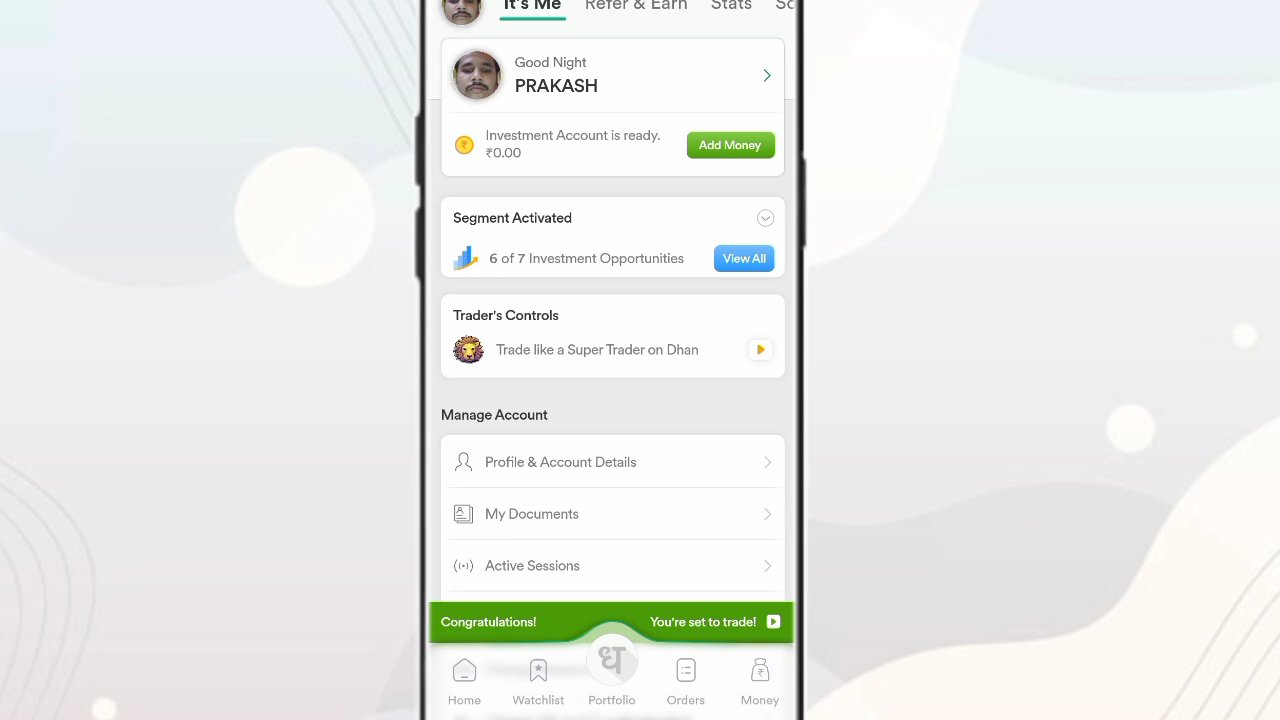 It's Me Refer & Earn Stats Sc
Good Night
PRAKASH
Investment Account is ready.
₹0.00
Add Money
Segment Activated
6 of 7 Investment Opportunities
View All
Trader's Controls
Trade like a Super Trader on Dhan
Manage Account
Profile & Account Details
My Documents
Active Sessions
Congratulations! You're set to trade!
ध
Home Watchlist Portfolio Orders Money